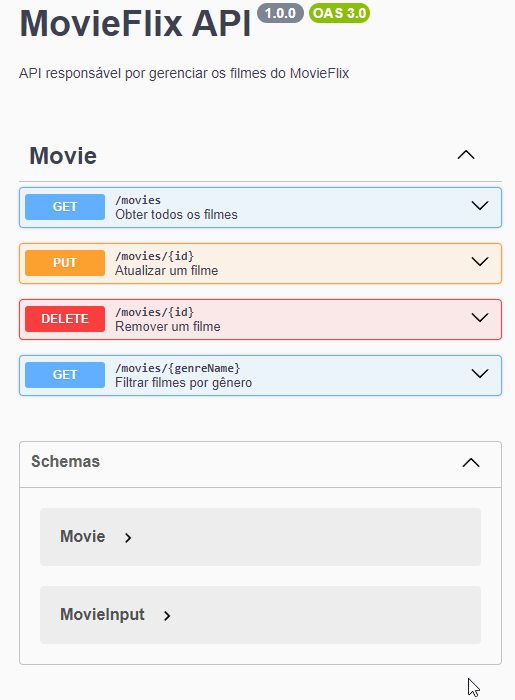 MovieFlix API 1.0.0 OAS 3.0
API responsável por gerenciar os filmes do MovieFlix
Movie
GET /movies
Obter todos os filmes
PUT /movies/{id}
Atualizar um filme
DELETE /movies/{id}
Remover um filme
GET /movies/{genreName}
Filtrar filmes por gênero
Schemas
Movie
MovieInput